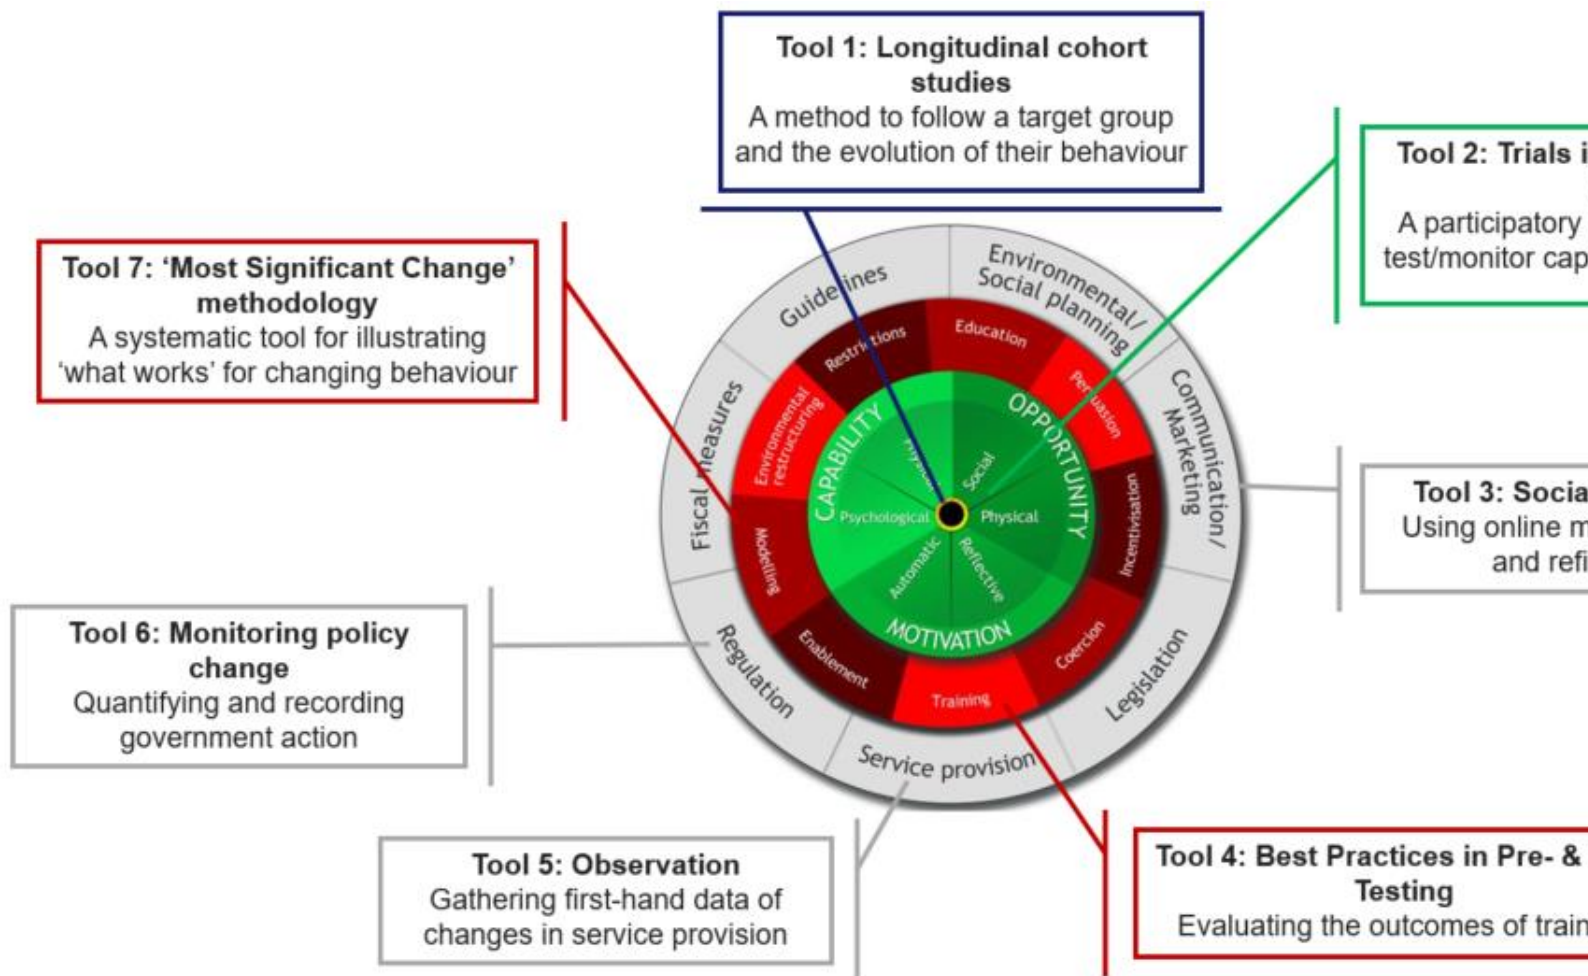 Tool 1: Longitudinal cohort
studies
A method to follow a target group
and the evolution of their behaviour
Tool 2: Trials
A participatory
test/monitor
Tool 7: ‘Most Significant Change’
methodology
A systematic tool for illustrating
‘what works’ for changing behaviour
Guidelines
Environmental/
Social planning
Communication/
Marketing
Legislation
Service provision
Regulation
Fiscal measures
Restrictions
Education
Persuasion
Incentivisation
Coercion
Training
Enablement
Modelling
Environmental
restructuring
CAPABILITY
OPPORTUNITY
MOTIVATION
Physical
Social
Psychological
Physical
Automatic
Reflective
Tool 3:
Using online
and
Tool 6: Monitoring policy
change
Quantifying and recording
government action
Tool 5: Observation
Gathering first-hand data of
changes in service provision
Tool 4: Best Practices in Pre- &
Testing
Evaluating the outcomes of